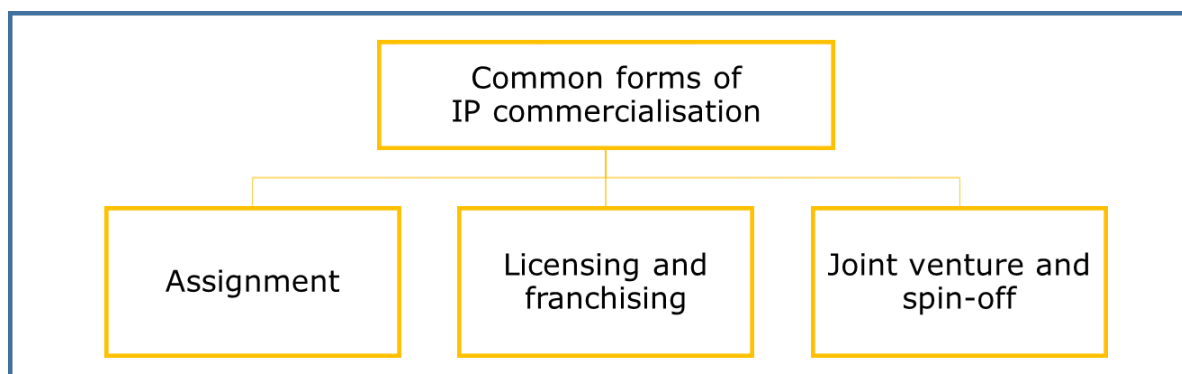 Common forms of
IP commercialisation
Assignment
Licensing and
franchising
Joint venture and
spin-off